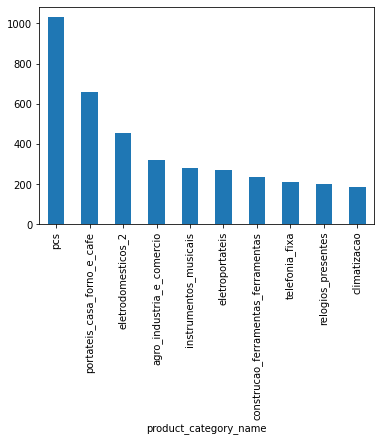 1000
800
600
400
200
0
pcs
portateis_casa_forno_e_cafe
eletrodomesticos_2
agro_industria_e_comercio
instrumentos_musicais
eletroportateis
construcao_ferramentas_ferramentas
telefonia_fixa
relogios_presentes
climatizacao
product_category_name